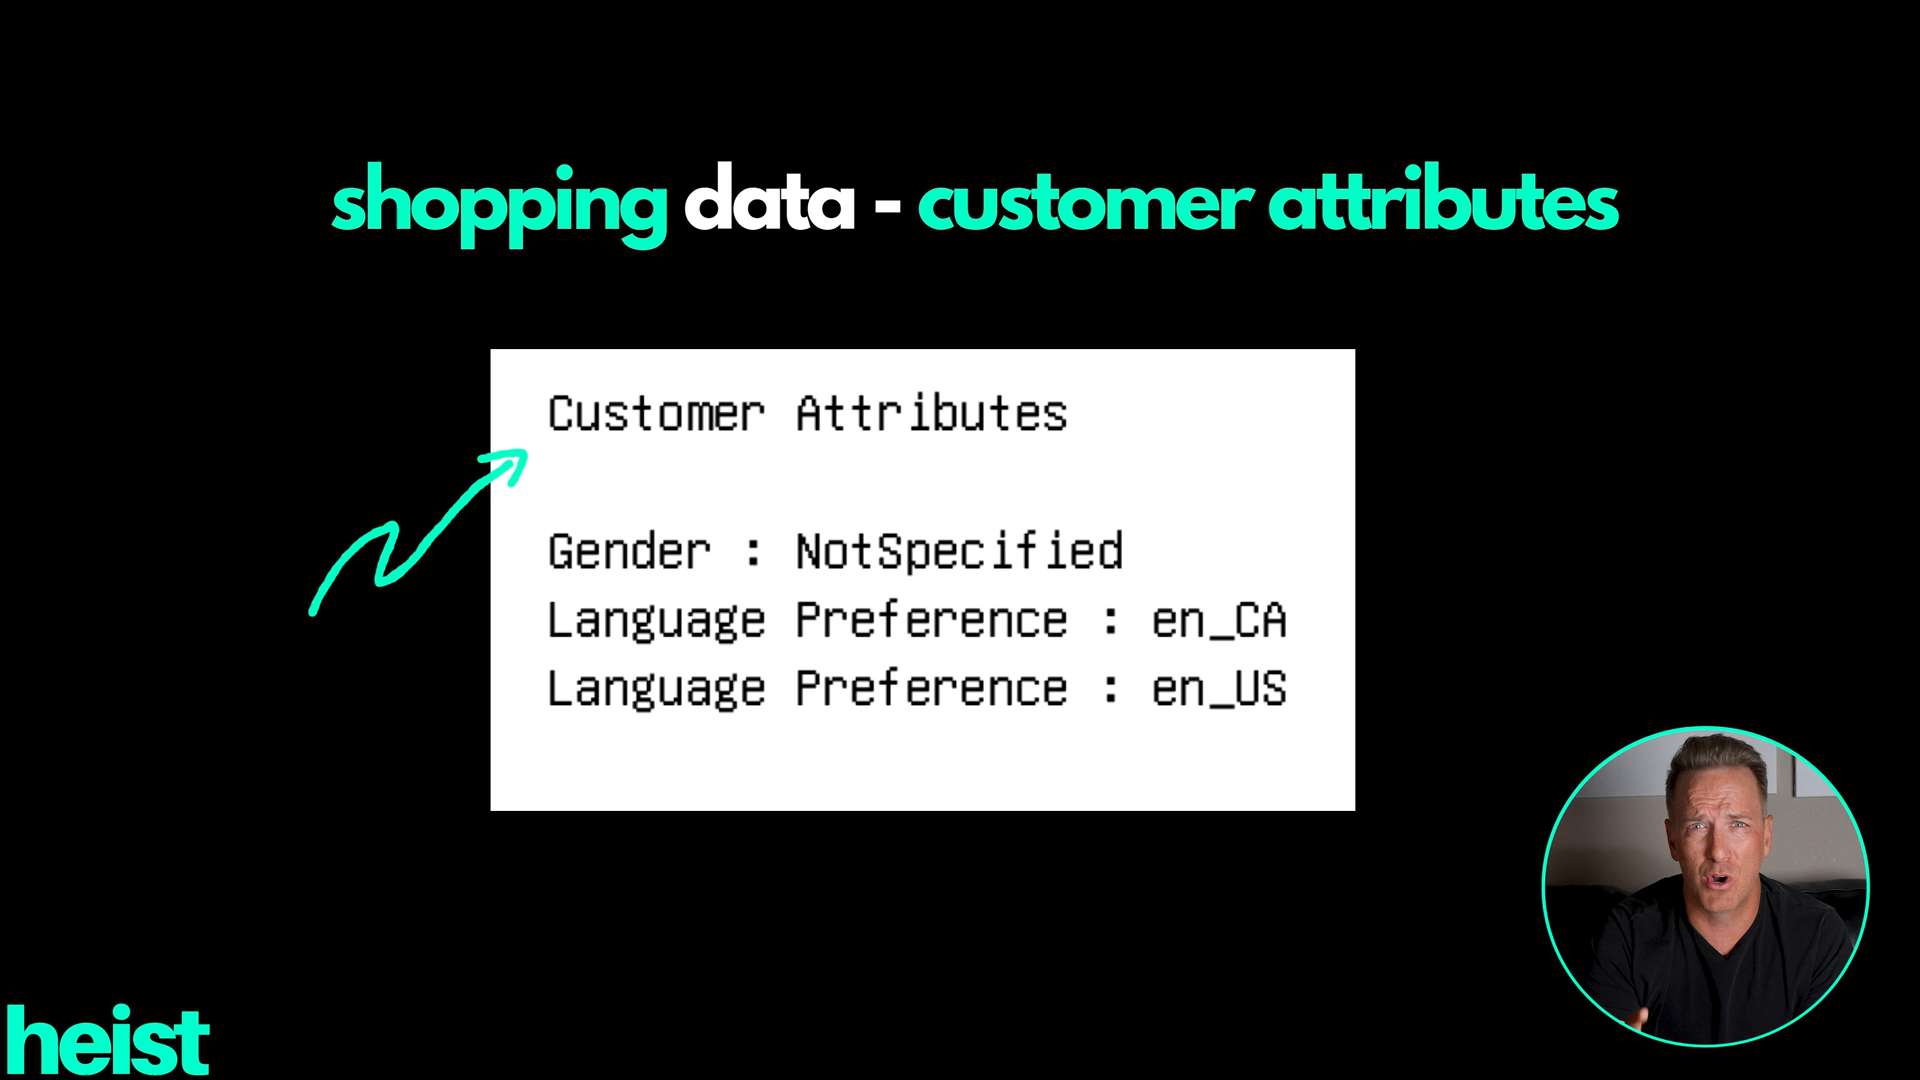 shopping data - customer attributes
Customer Attributes
Gender : NotSpecified
Language Preference : en_CA
Language Preference : en_US
heist